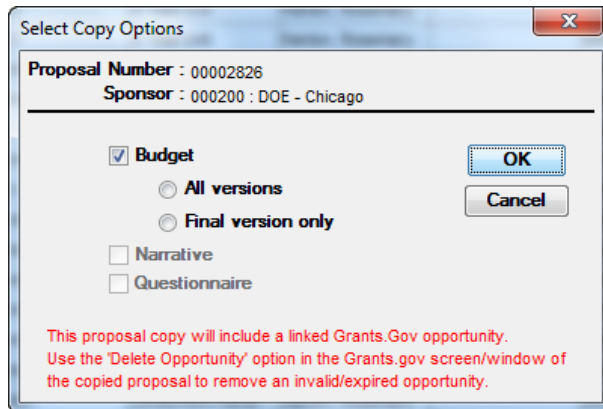 Select Copy Options
Proposal Number : 00002826
Sponsor : 000200 : DOE - Chicago
Budget
OK
All versions
Cancel
Final version only
Narrative
Questionnaire
This proposal copy will include a linked Grants.Gov opportunity.
Use the 'Delete Opportunity' option in the Grants.gov screen/window of
the copied proposal to remove an invalid/expired opportunity.